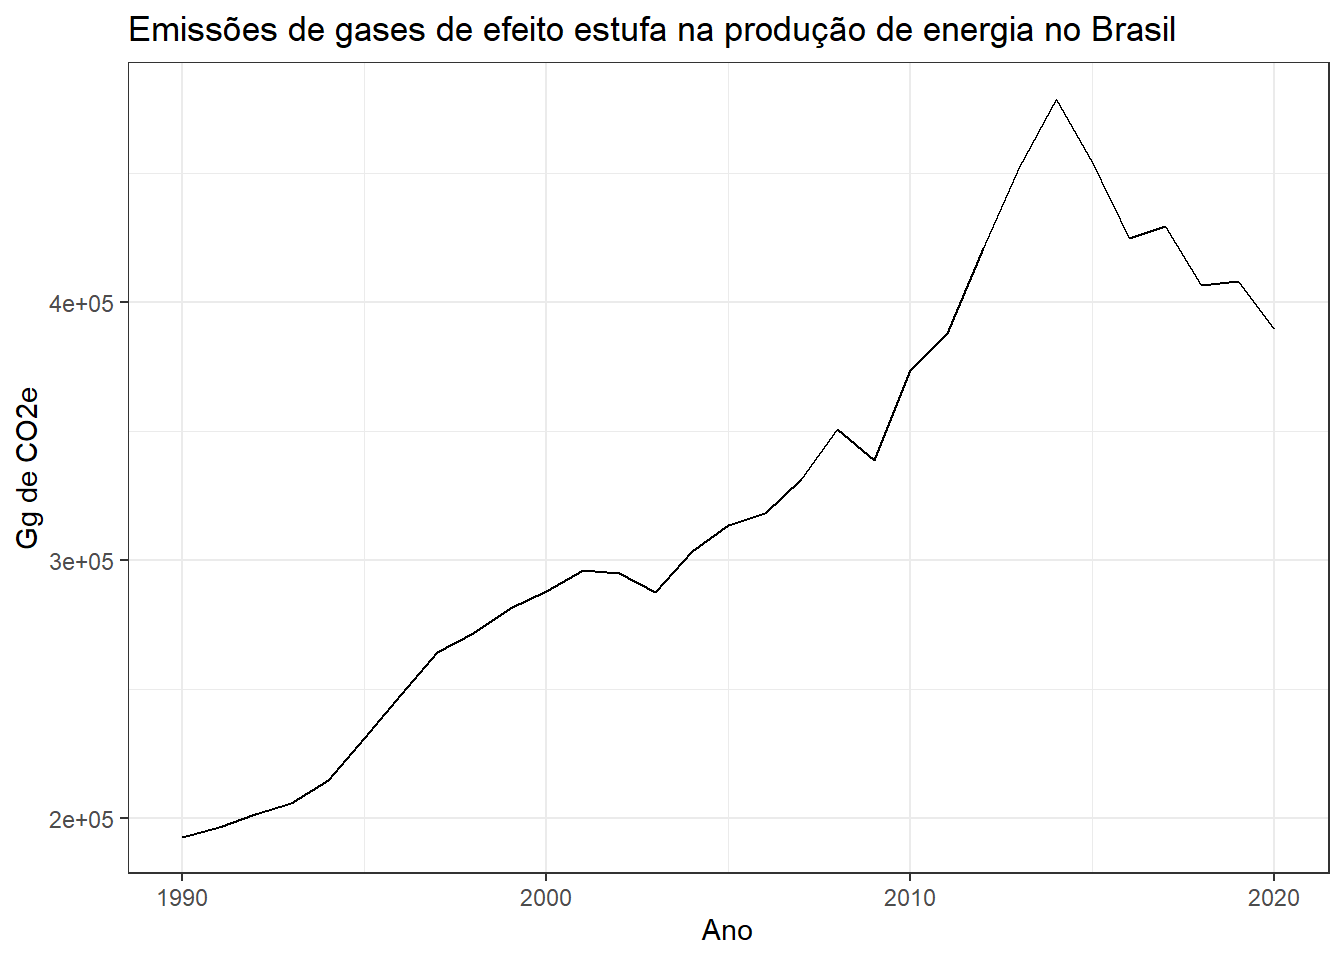 Emissões de gases de efeito estufa na produção de energia no Brasil
Gg de CO2e
4e+05
3e+05
2e+05
1990 2000 2010 2020
Ano